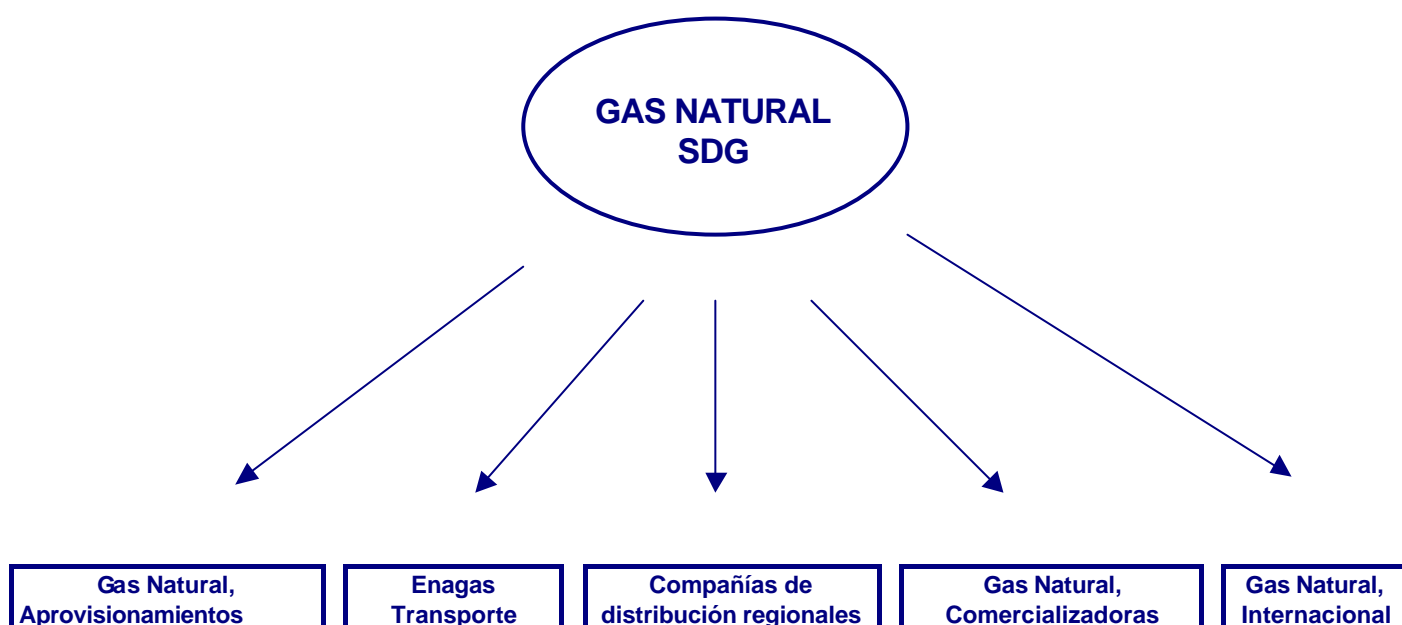 GAS NATURAL
SDG
Gas Natural,
Aprovisionamientos
Enagas
Transporte
Compañías de
distribución regionales
Gas Natural,
Comercializadoras
Gas Natural,
Internacional